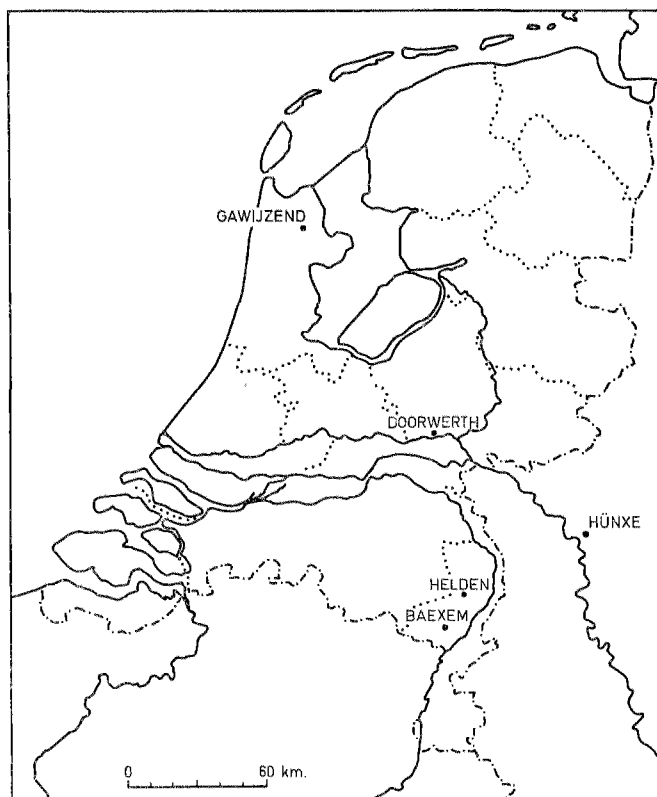 GAWIJZEND
DOORWERTH
HÜNXE
HELDEN
BAEXEM
0 60 km.